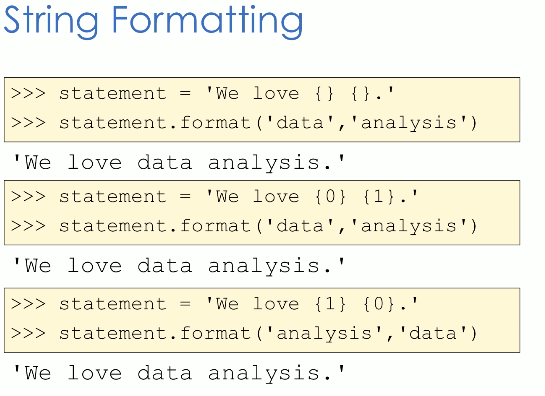 String Formatting
>>> statement = 'We love {} {}.'
>>> statement.format('data','analysis')
'We love data analysis.'
>>> statement = 'We love {0} {1}.'
>>> statement.format('data','analysis')
'We love data analysis.'
>>> statement = 'We love {1} {0}.'
>>> statement.format('analysis','data')
'We love data analysis.'